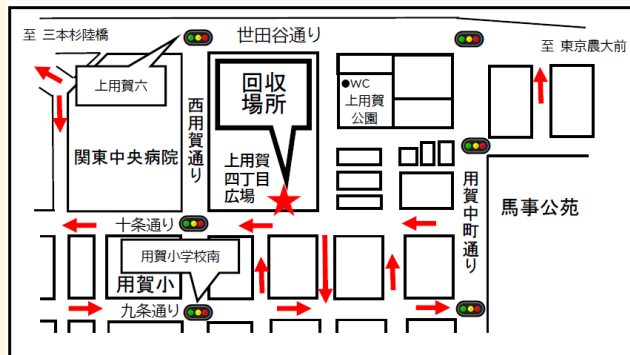 至 三本杉陸橋
世田谷通り
至 東京農大前
上用賀六
西用賀通り
回収
場所
●WC
上用賀
公園
関東中央病院
上用賀
四丁目
広場
用賀中町通り
馬事公苑
十条通り
用賀小学校南
用賀小
九条通り